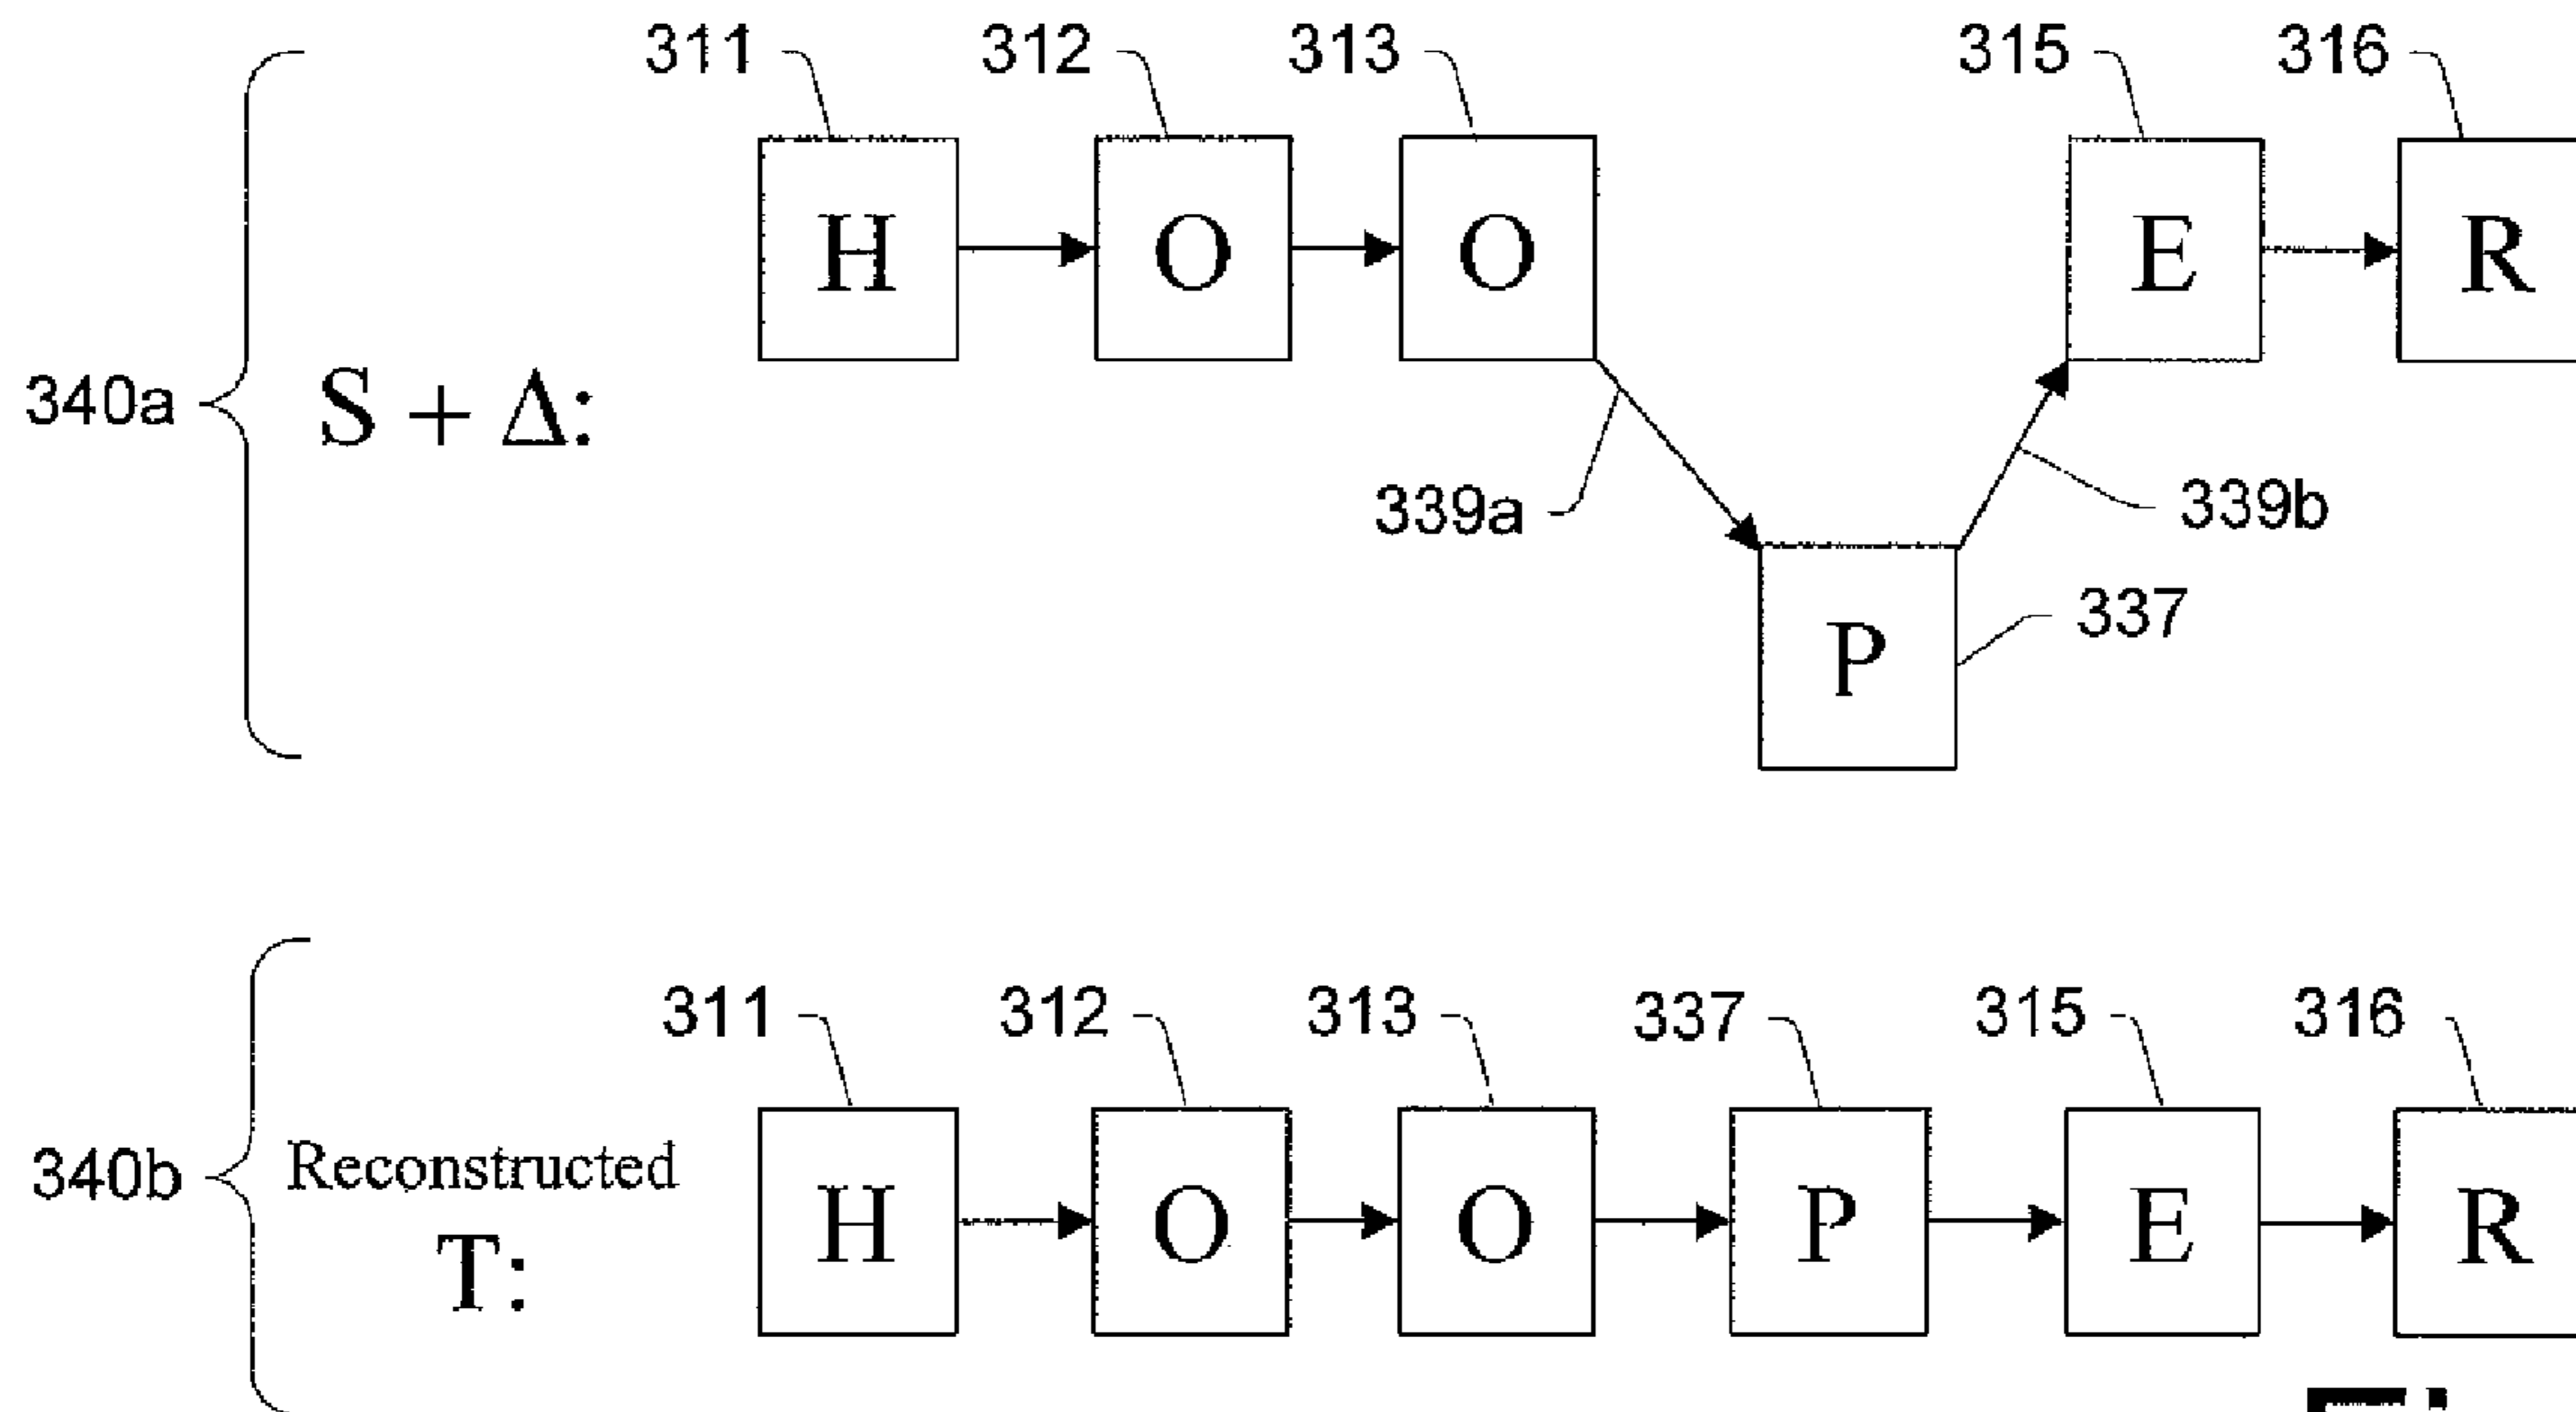 311 312 313 315 316
H O O E R
340a S + Δ:
339a 339b
P 337
311 312 313 337 315 316
340b Reconstructed
T:
H O O P E R